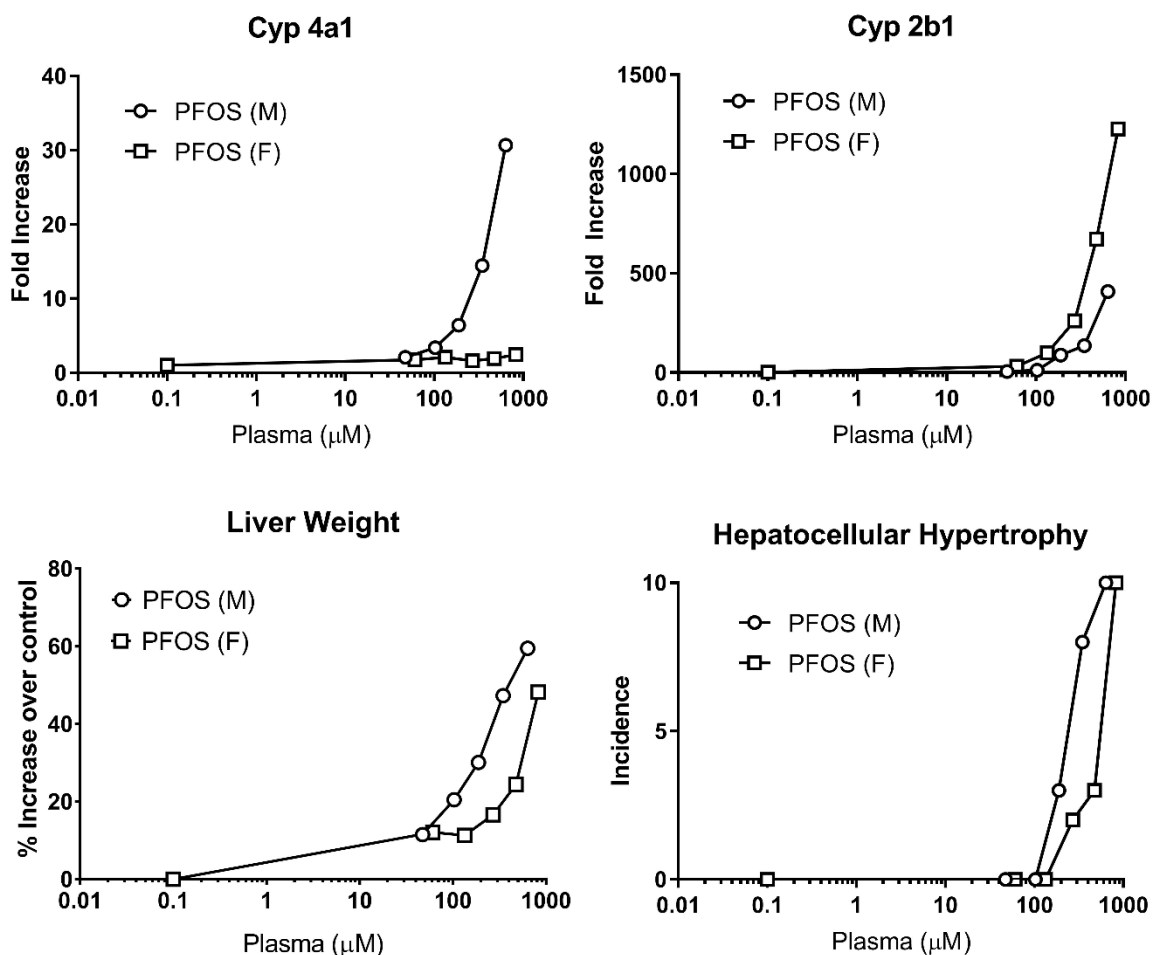 Cyp 4a1
Fold Increase
40
30
20
10
0
PFOS (M)
PFOS (F)
0.01 0.1 1 10 100 1000
Plasma (μM)
Cyp 2b1
Fold Increase
1500
1000
500
0
PFOS (M)
PFOS (F)
0.01 0.1 1 10 100 1000
Plasma (μM)
Liver Weight
% Increase over control
80
60
40
20
0
PFOS (M)
PFOS (F)
0.01 0.1 1 10 100 1000
Plasma (μM)
Hepatocellular Hypertrophy
Incidence
10
5
0
PFOS (M)
PFOS (F)
0.01 0.1 1 10 100 1000
Plasma (μM)